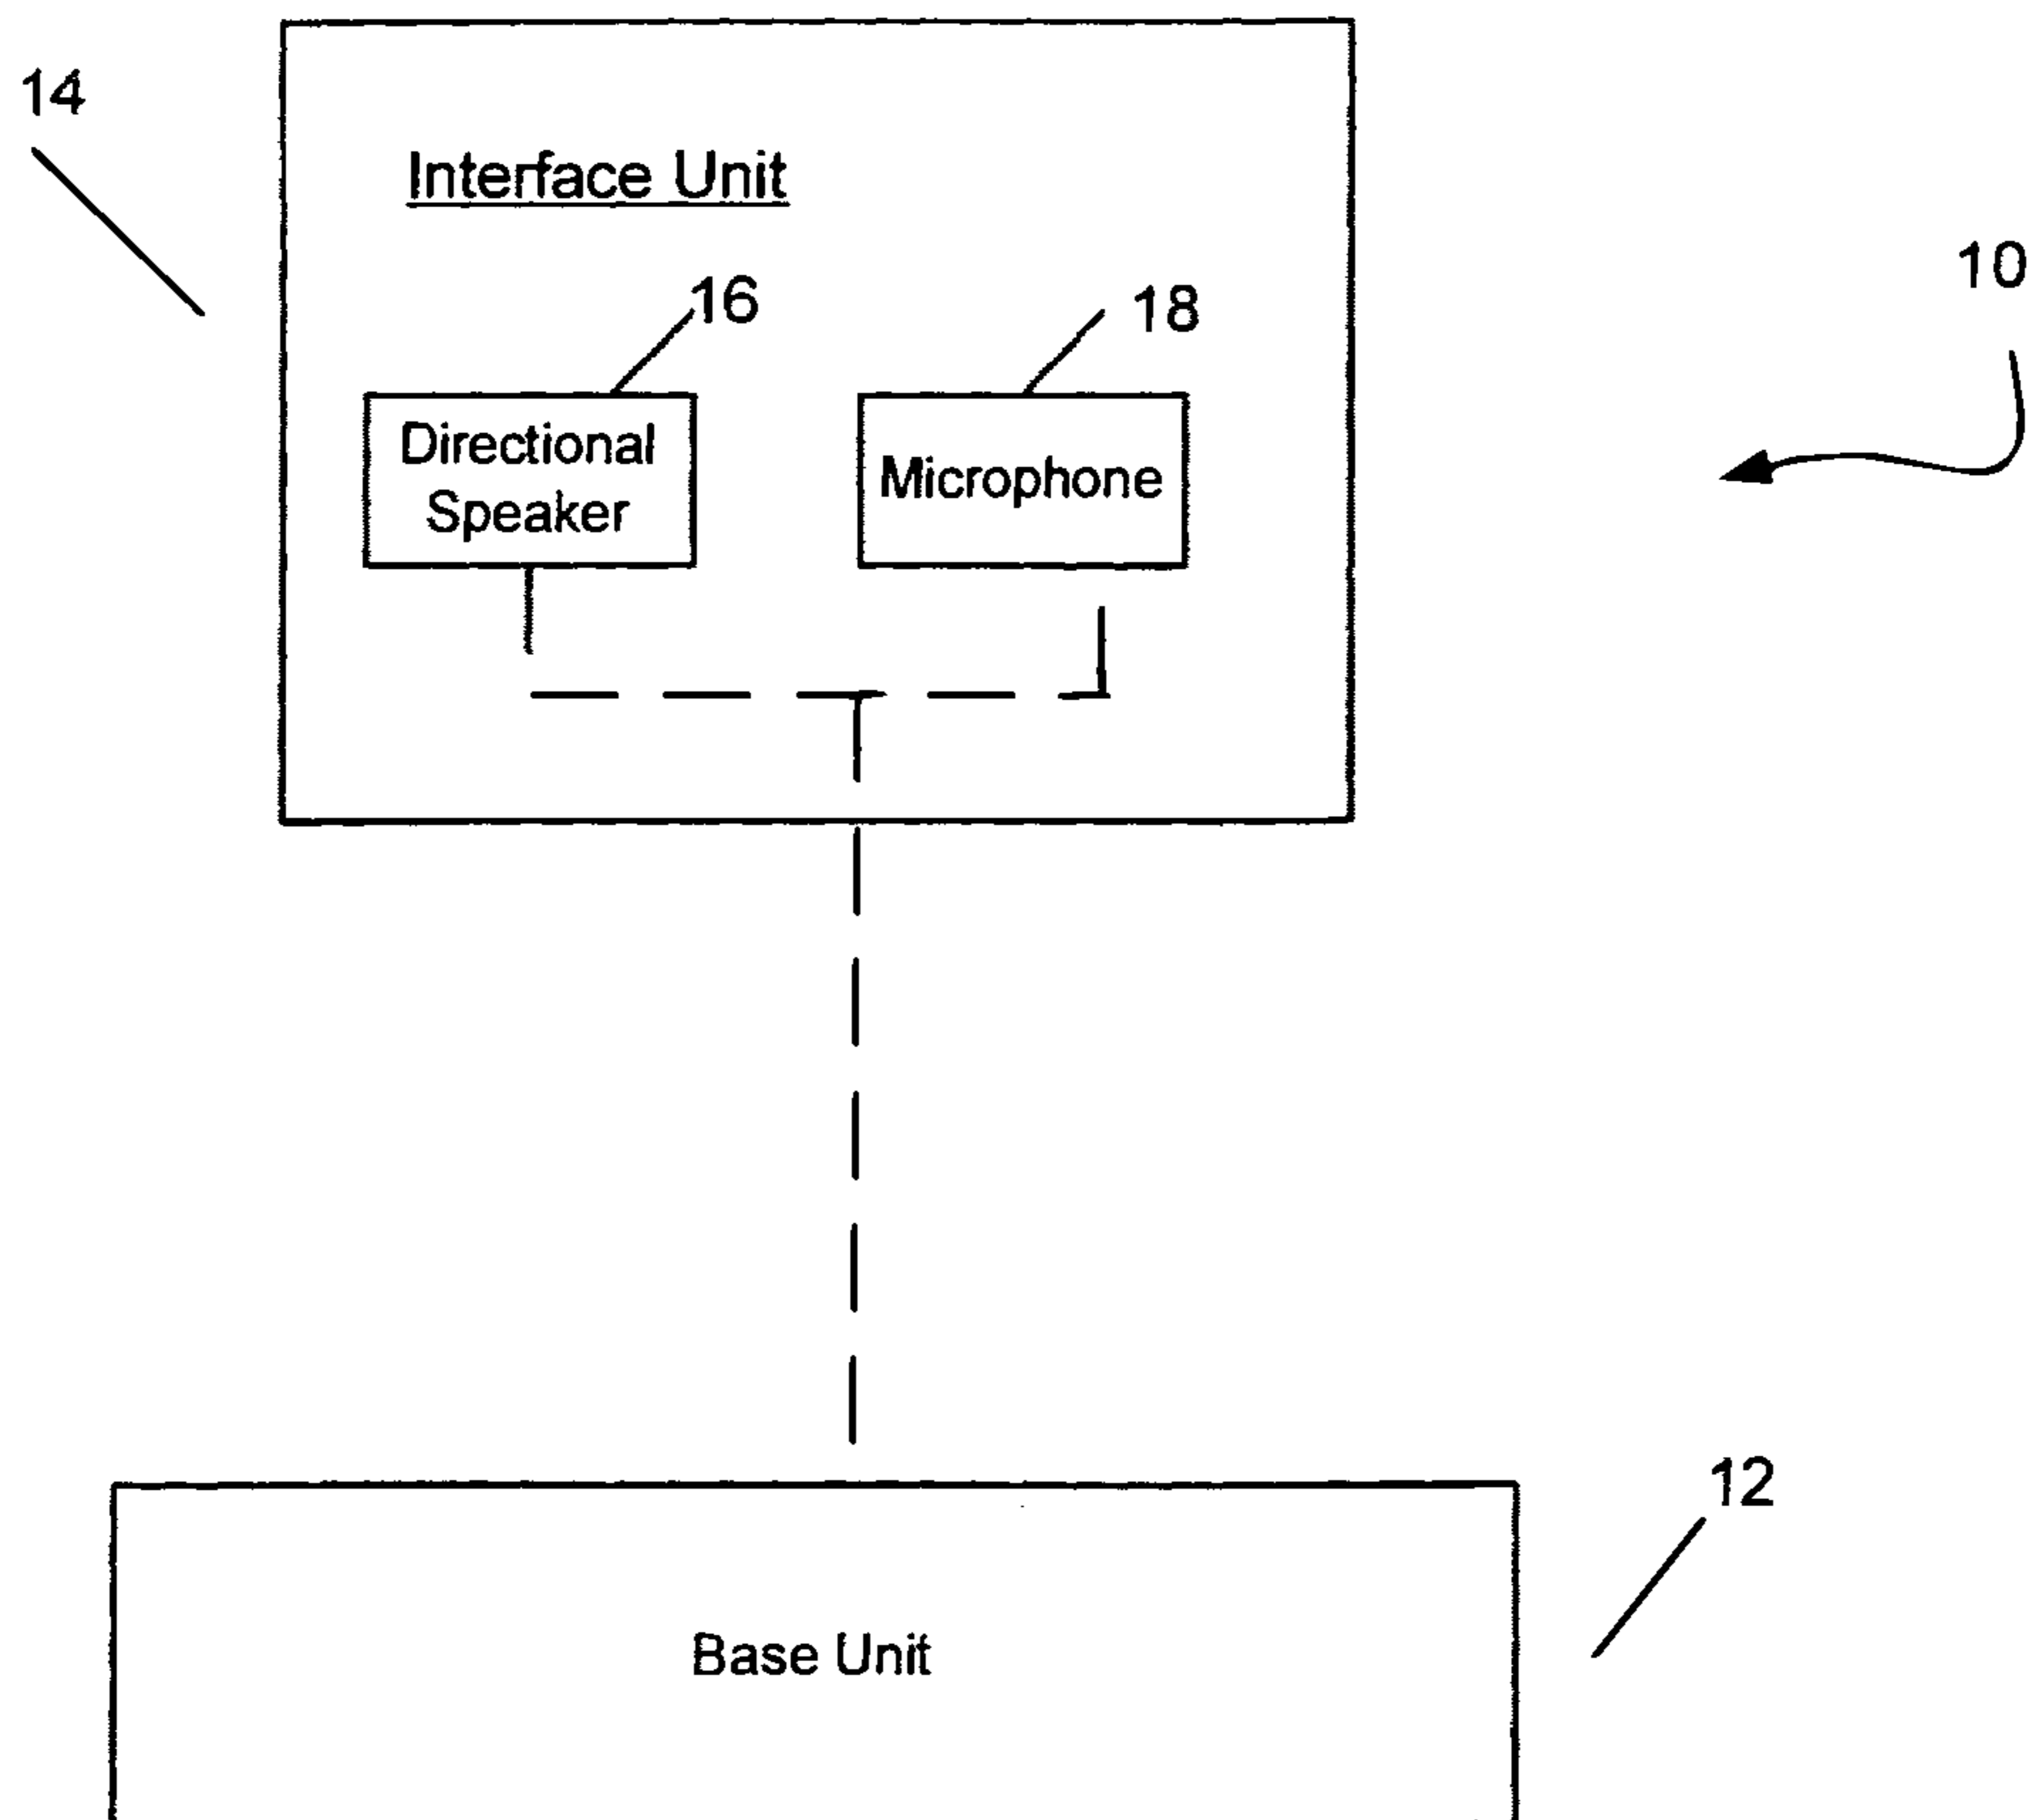 14
Interface Unit
10
16
18
Directional
Speaker
Microphone
12
Base Unit